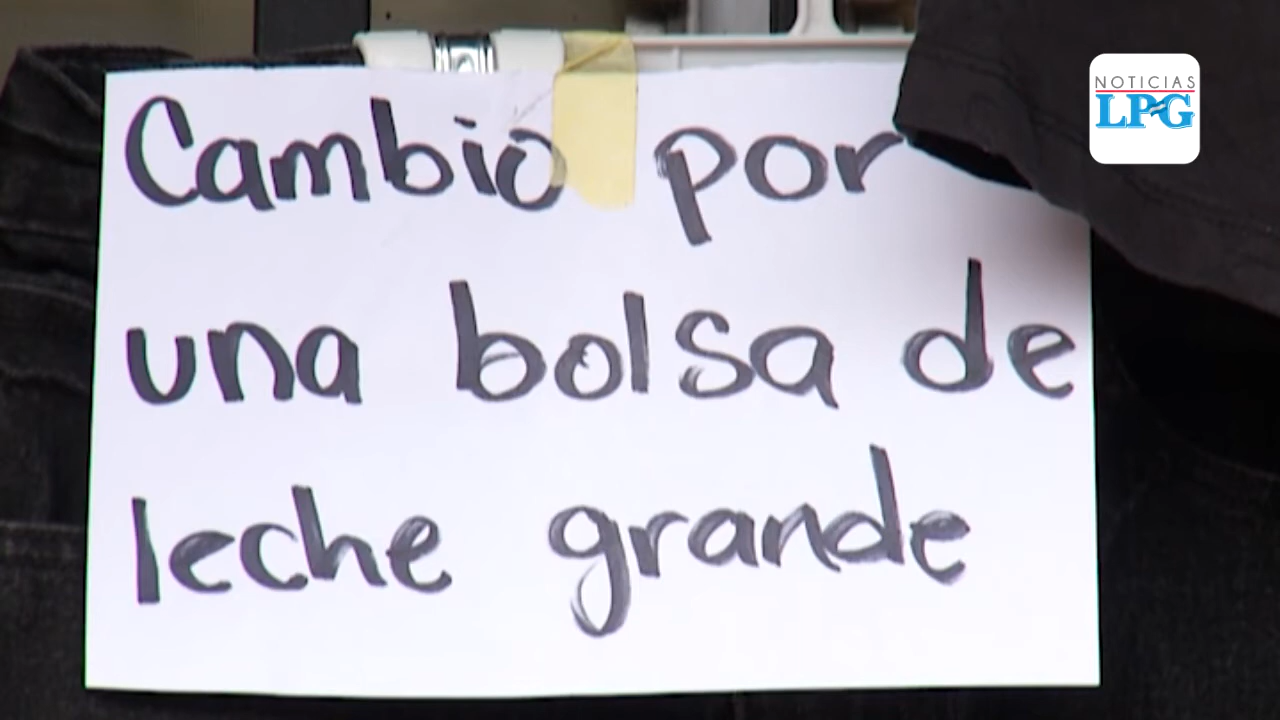 NOTICIAS
LPG
Cambio por
una bolsa de
leche grande